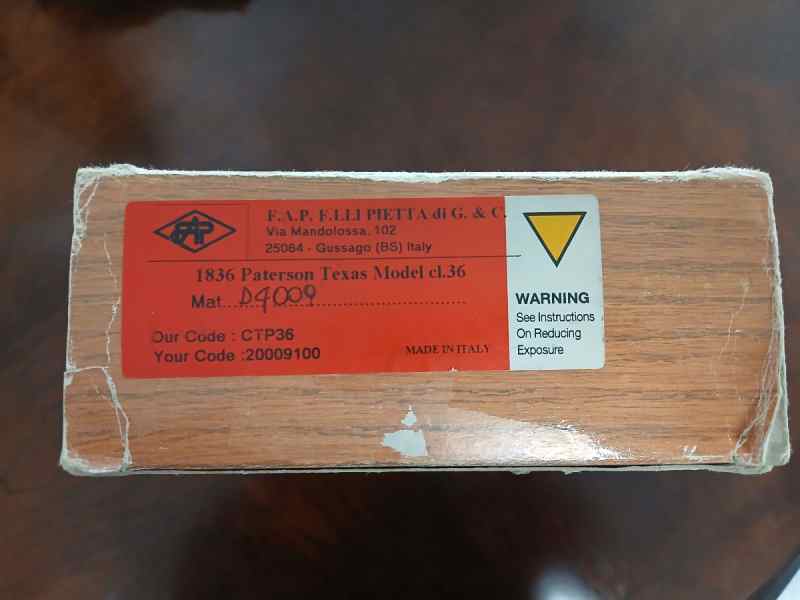 FAP
F.A.P. F.LLI PIETTA di G. & C.
Via Mandolossa, 102
25064 - Gussago (BS) Italy
1836 Paterson Texas Model cl.36
Mat...D4009...............................
Our Code : CTP36
Your Code :20009100
MADE IN ITALY
WARNING
See Instructions
On Reducing
Exposure